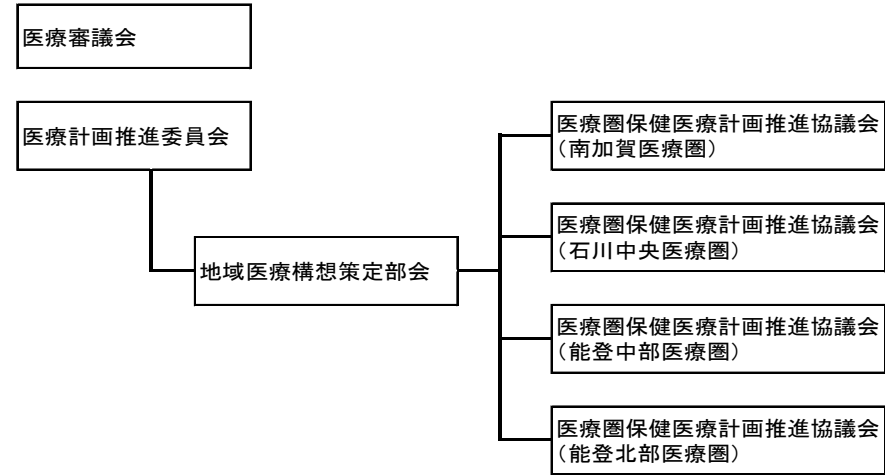 医療審議会
医療計画推進委員会
地域医療構想策定部会
医療圏保健医療計画推進協議会
（南加賀医療圏）
医療圏保健医療計画推進協議会
（石川中央医療圏）
医療圏保健医療計画推進協議会
（能登中部医療圏）
医療圏保健医療計画推進協議会
（能登北部医療圏）